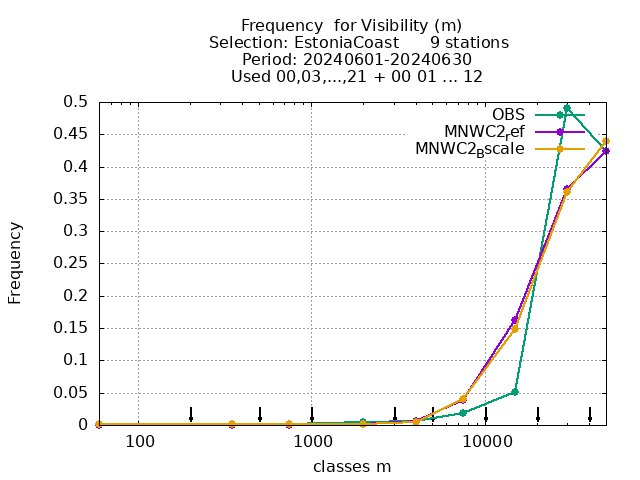 Frequency  for Visibility (m)
Selection: EstoniaCoast      9 stations
Period: 20240601-20240630
Used 00,03,...,21 + 00 01 ... 12
OBS
MNWC2ref
MNWC2Bscale
0.5
0.45
0.4
0.35
0.3
0.25
0.2
0.15
0.1
0.05
0
Frequency
100
1000
10000
classes m